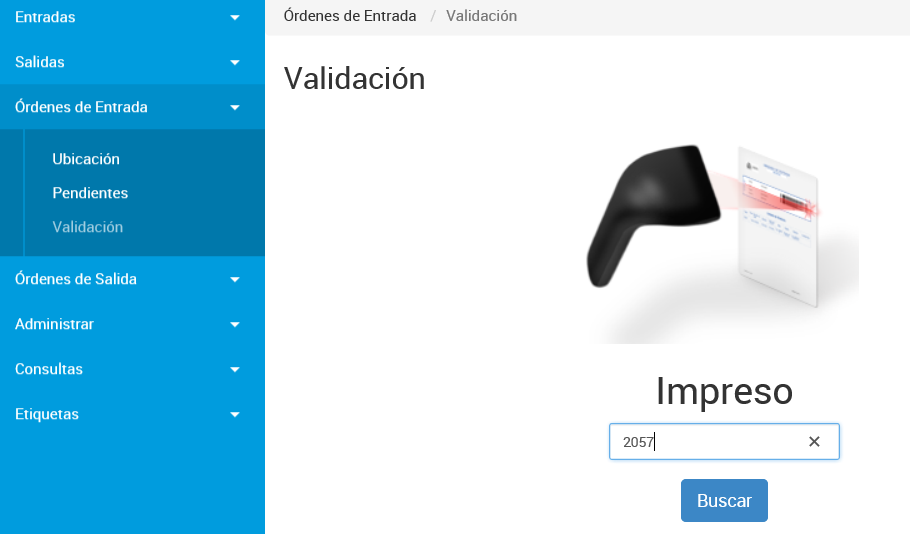 Entradas
Salidas
Órdenes de Entrada
Ubicación
Pendientes
Validación
Órdenes de Salida
Administrar
Consultas
Etiquetas
Órdenes de Entrada / Validación
Validación
Impreso
2057
Buscar